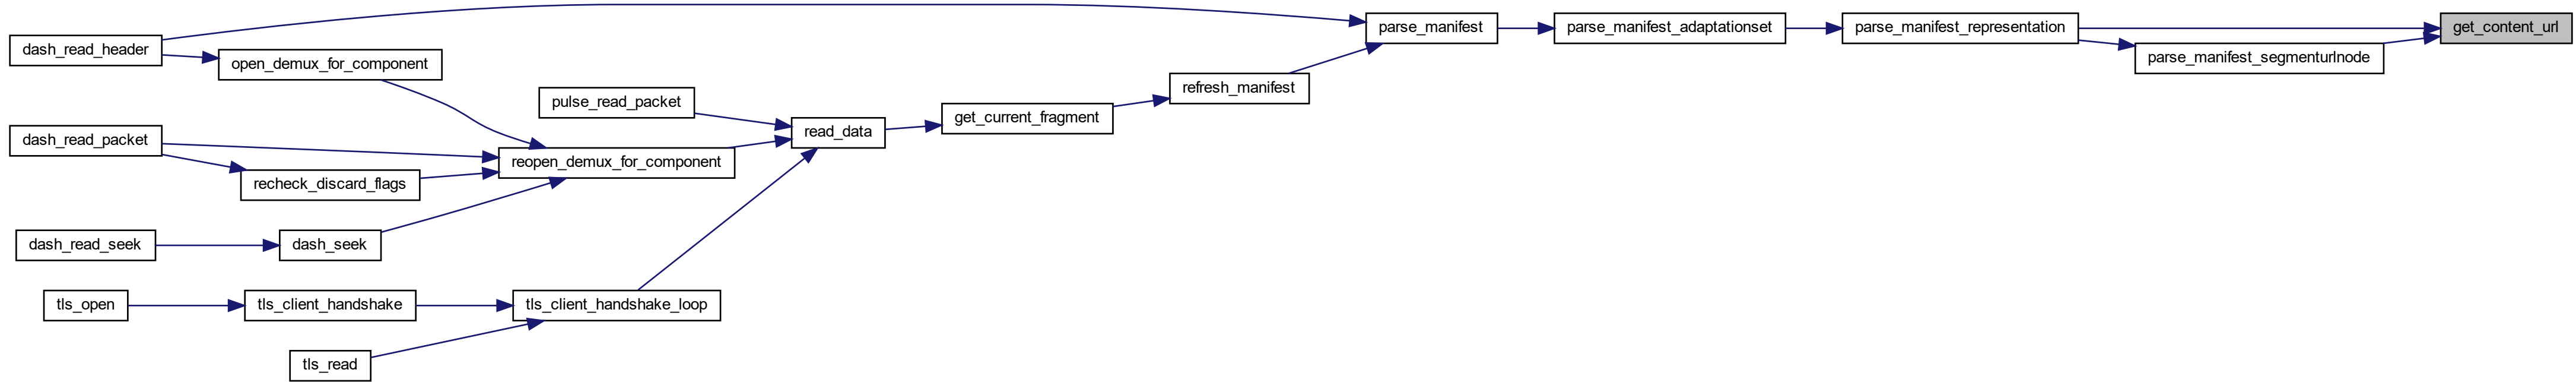 dash_read_header
open_demux_for_component
dash_read_packet
recheck_discard_flags
dash_read_seek
dash_seek
tls_open
tls_client_handshake
tls_read
pulse_read_packet
reopen_demux_for_component
tls_client_handshake_loop
read_data
get_current_fragment
refresh_manifest
parse_manifest
parse_manifest_adaptationset
parse_manifest_representation
parse_manifest_segmenturlnode
get_content_url